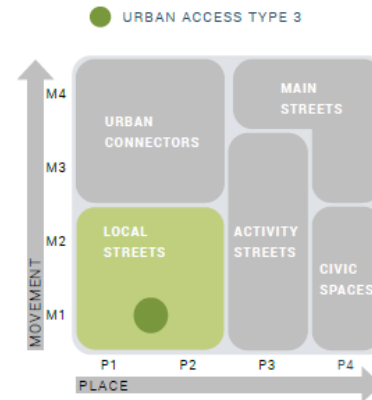 URBAN ACCESS TYPE 3
M4
MAIN
STREETS
URBAN
CONNECTORS
M3
LOCAL
STREETS
M2
ACTIVITY
STREETS
CIVIC
SPACES
M1
MOVEMENT
P1
P2
P3
P4
PLACE